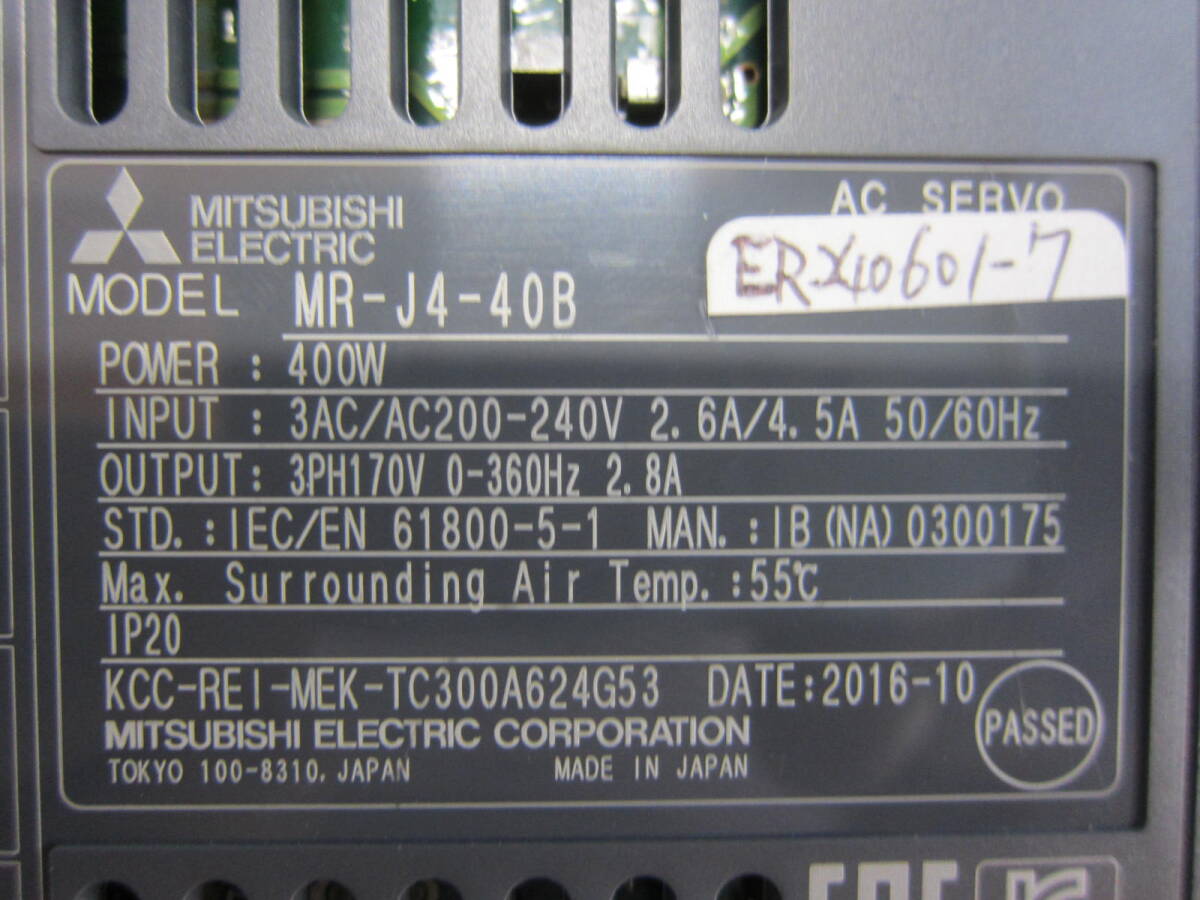 MITSUBISHI
ELECTRIC
AC SERVO
ERX40601-7
MODEL MR-J4-40B
POWER : 400W
INPUT : 3AC/AC200-240V 2.6A/4.5A 50/60Hz
OUTPUT: 3PH170V 0-360Hz 2.8A
STD. : IEC/EN 61800-5-1 MAN. : IB(NA)0300175
Max. Surrounding Air Temp. :55℃
IP20
KCC-REI-MEK-TC300A624G53 DATE:2016-10
PASSED
MITSUBISHI ELECTRIC CORPORATION
TOKYO 100-8310, JAPAN MADE IN JAPAN